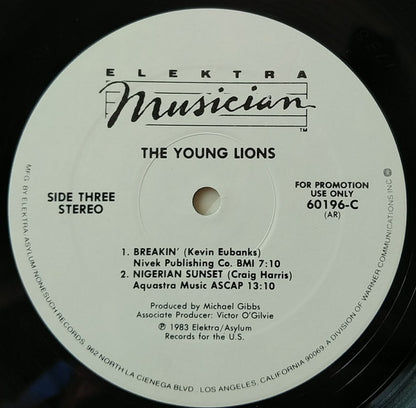 ELEKTRA
Musician
TM
THE YOUNG LIONS
SIDE THREE
STEREO
FOR PROMOTION
USE ONLY
60196-C
(AR)
1. BREAKIN' (Kevin Eubanks)
Nivek Publishing Co. BMI 7:10
2. NIGERIAN SUNSET (Craig Harris)
Aquastra Music ASCAP 13:10
Produced by Michael Gibbs
Associate Producer: Victor O'Gilvie
℗ 1983 Elektra/Asylum
Records for the U.S.
MFG. BY ELEKTRA/ASYLUM/NONESUCH RECORDS, 962 NORTH LA CIENEGA BLVD., LOS ANGELES, CALIFORNIA 90069. A DIVISION OF WARNER COMMUNICATIONS INC.